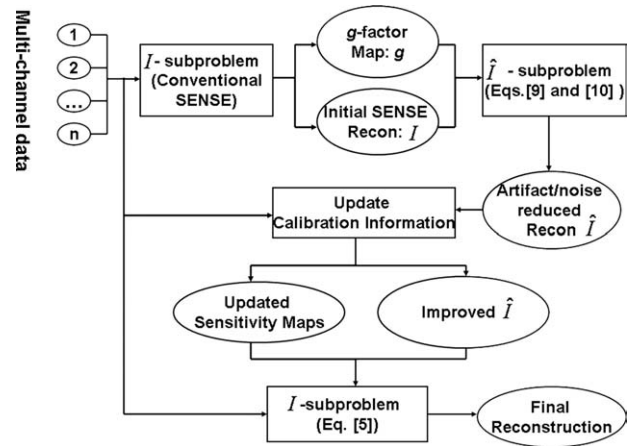 Multi-channel data
1
2
...
n
I - subproblem
(Conventional
SENSE)
g-factor
Map: g
Initial SENSE
Recon: I
Î - subproblem
(Eqs.[9] and [10] )
Artifact/noise
reduced
Recon Î
Update
Calibration Information
Updated
Sensitivity Maps
Improved Î
I -subproblem
(Eq. [5])
Final
Reconstruction